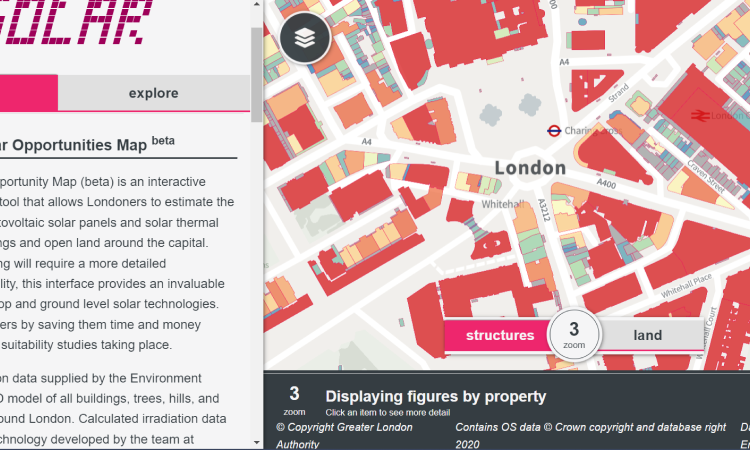 SOLAR
explore
ar Opportunities Map beta
portunity Map (beta) is an interactive
tool that allows Londoners to estimate the
tovoltaic solar panels and solar thermal
ngs and open land around the capital.
ng will require a more detailed
lity, this interface provides an invaluable
op and ground level solar technologies.
ers by saving them time and money
suitability studies taking place.
on data supplied by the Environment
D model of all buildings, trees, hills, and
ound London. Calculated irradiation data
chnology developed by the team at
A4
Strand
Charing Cross
London
A4
A400
Craven Street
Whitehall
A3212
Whitehall Place
structures
3
zoom
land
3
zoom
Displaying figures by property
Click an item to see more detail
© Copyright Greater London
Authority
Contains OS data © Crown copyright and database right
2020